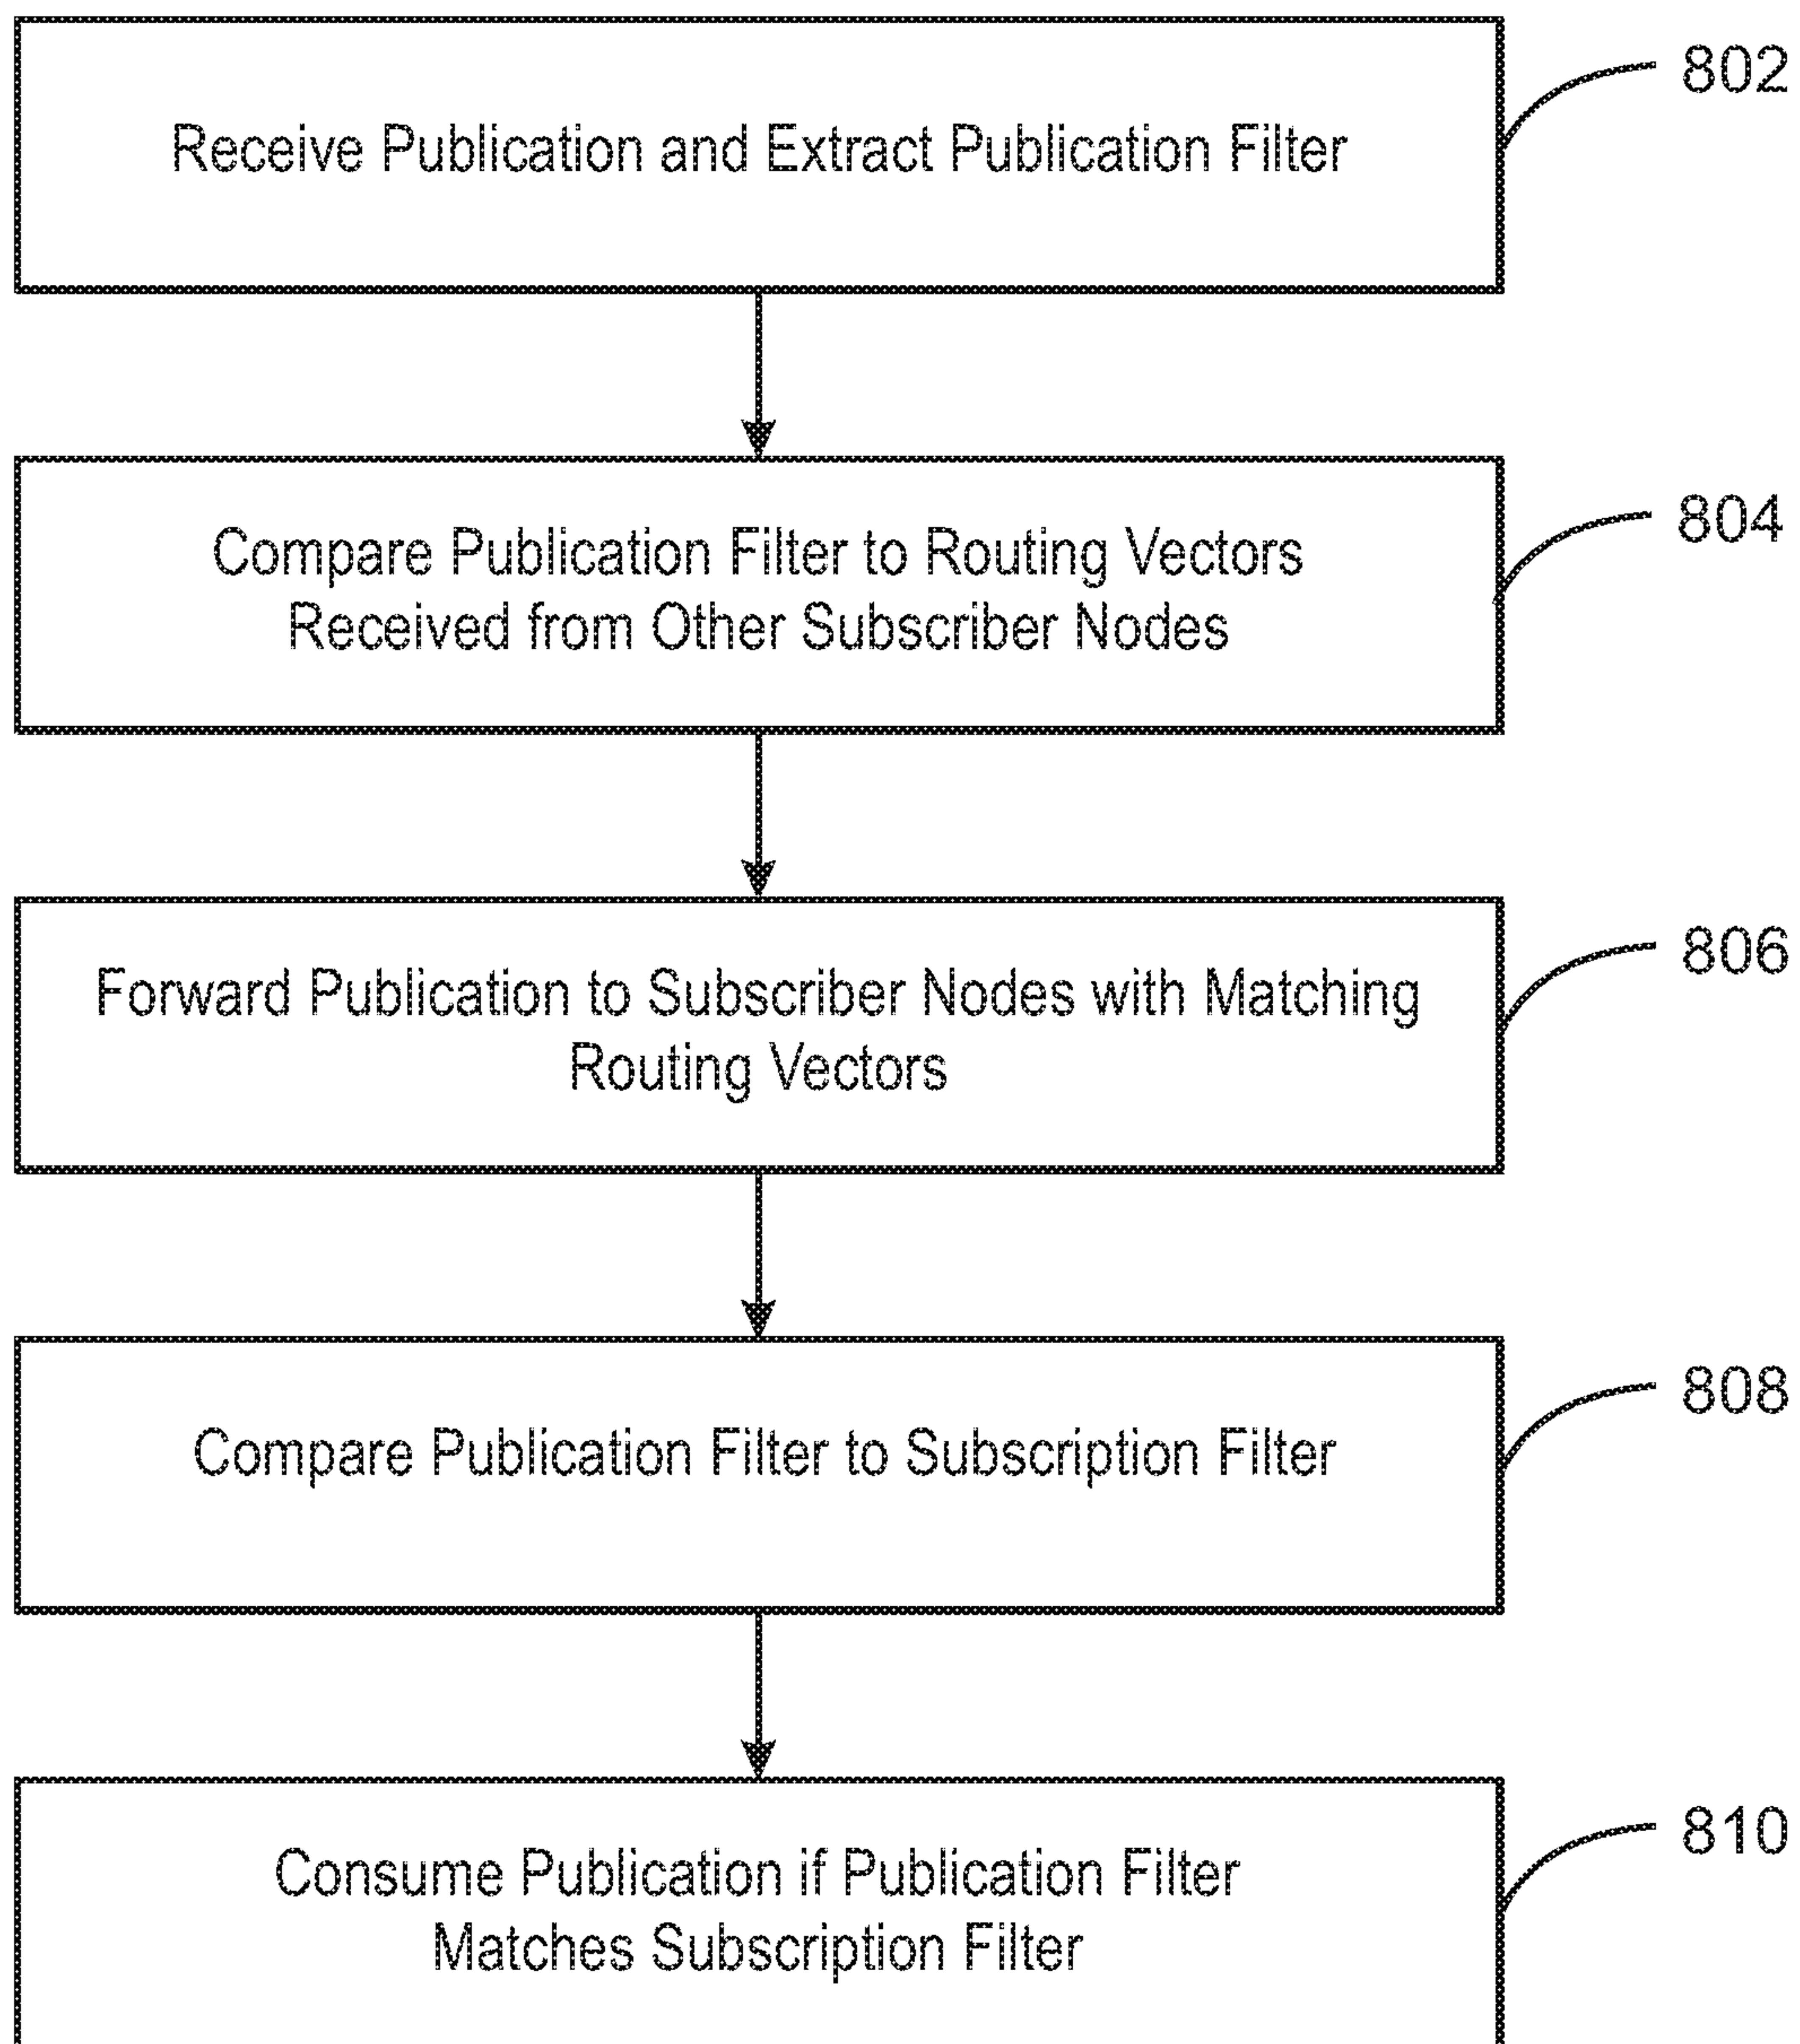 Receive Publication and Extract Publication Filter
802
Compare Publication Filter to Routing Vectors
Received from Other Subscriber Nodes
804
Forward Publication to Subscriber Nodes with Matching
Routing Vectors
806
Compare Publication Filter to Subscription Filter
808
Consume Publication if Publication Filter
Matches Subscription Filter
810